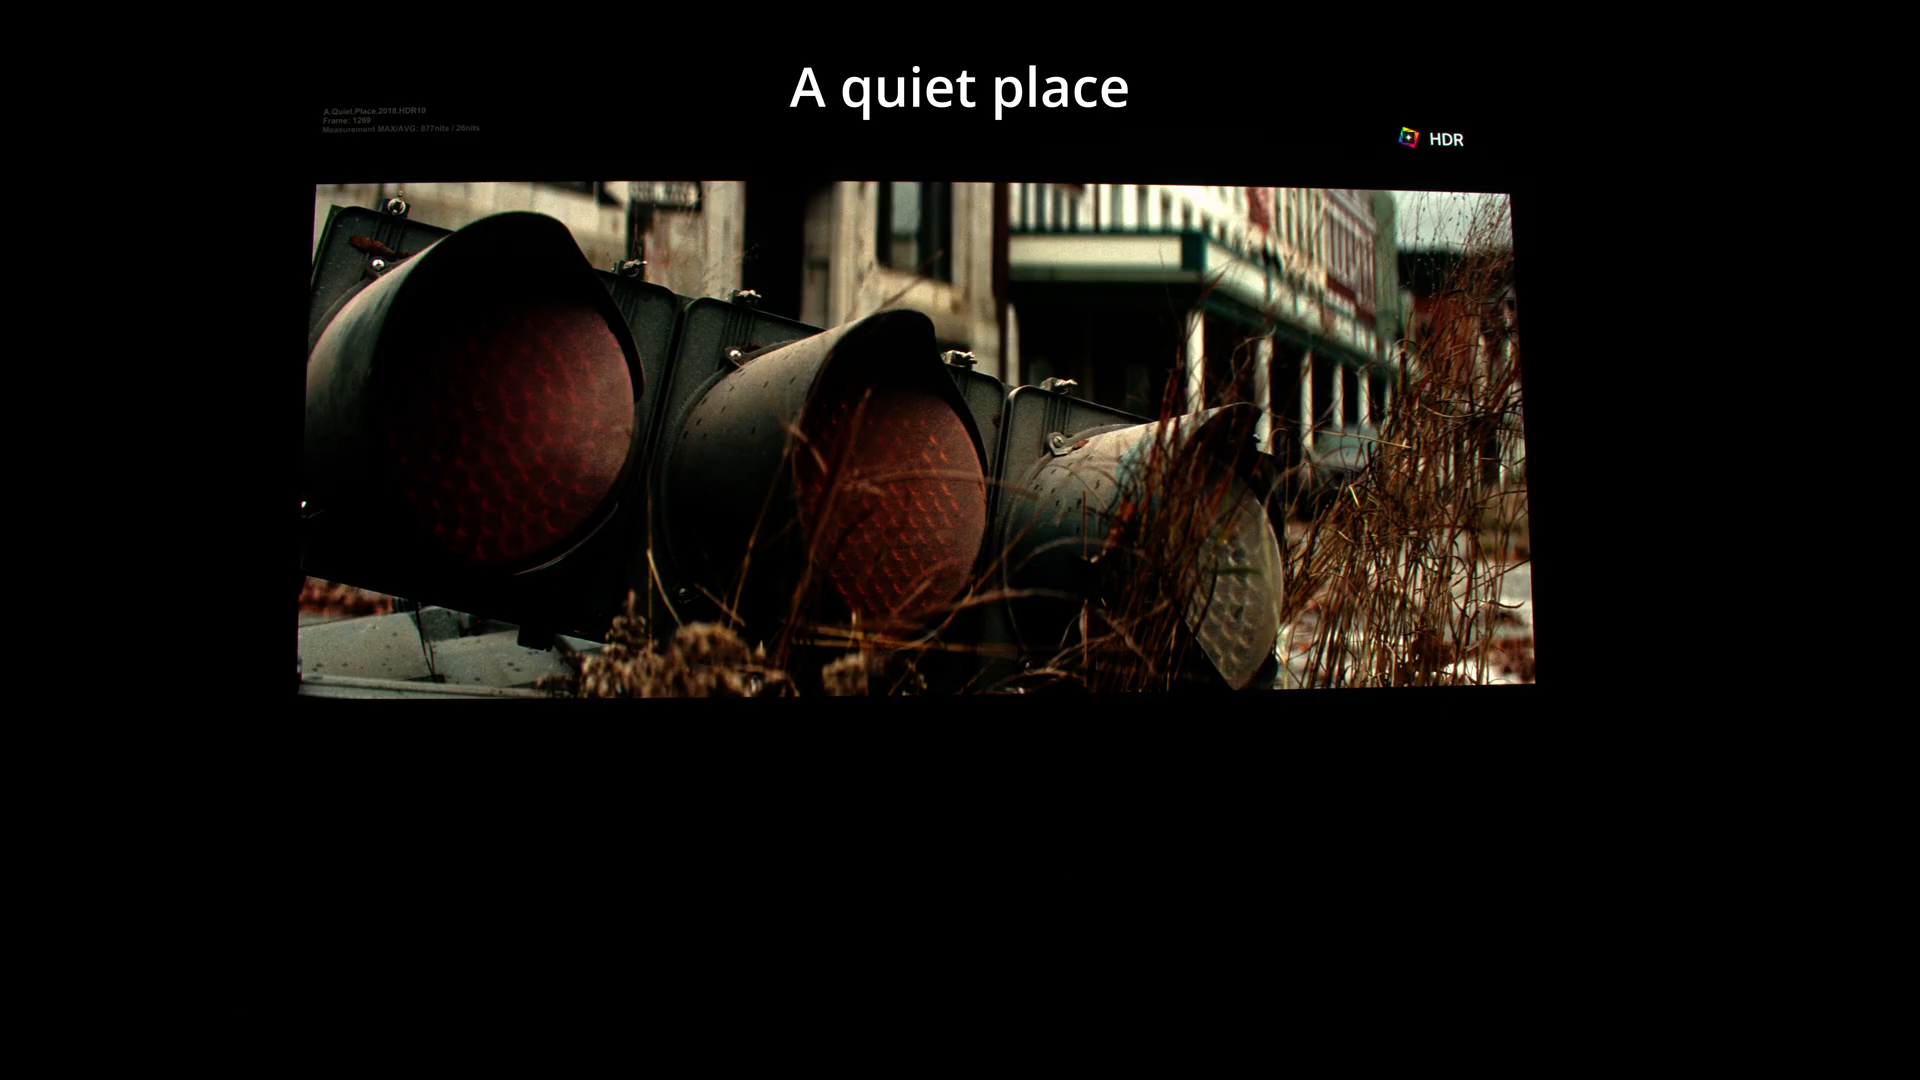 A quiet place
A.Quiet.Place.2018.HDR10
Frame: 1269
Measurement MAX/AVG: 877nits / 26nits
HDR